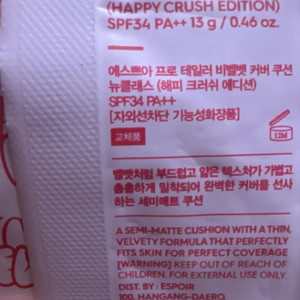 (HAPPY CRUSH EDITION)
SPF34 PA++ 13 g / 0.46 oz.
에스쁘아 프로 테일러 비벨벳 커버 쿠션
뉴클래스 (해피 크러쉬 에디션)
SPF34 PA++
[자외선차단 기능성화장품]
교체품
12M
벨벳처럼 부드럽고 얇은 텍스처가 가볍고
촘촘하게 밀착되어 완벽한 커버를 선사
하는 세미매트 쿠션
A SEMI-MATTE CUSHION WITH A THIN,
VELVETY FORMULA THAT PERFECTLY
FITS SKIN FOR PERFECT COVERAGE
[WARNING] KEEP OUT OF REACH OF
CHILDREN. FOR EXTERNAL USE ONLY.
DIST. BY : ESPOIR
100, HANGANG-DAERO,